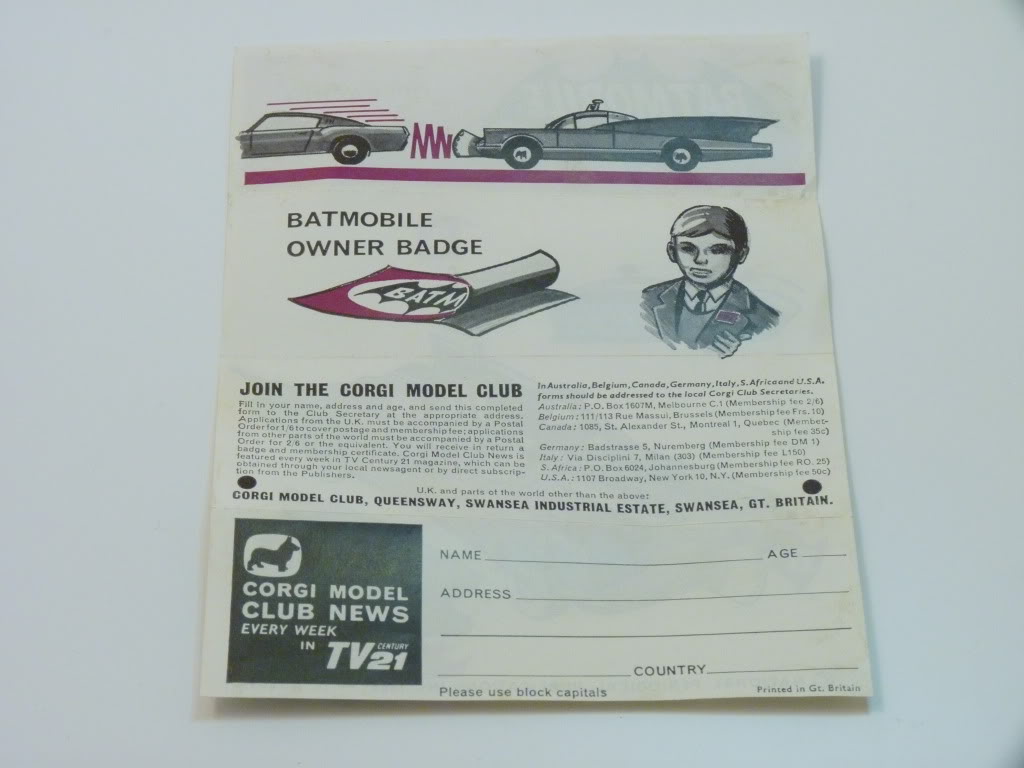 BATMOBILE
OWNER BADGE
BATM
JOIN THE CORGI MODEL CLUB
Fill in your name, address and age, and send this completed
form to the Club Secretary at the appropriate address.
Applications from the U.K. must be accompanied by a Postal
Order for 1/6 to cover postage and membership fee; applications
from other parts of the world must be accompanied by a Postal
Order for 2/6 or the equivalent. You will receive in return a
badge and membership certificate. Corgi Model Club News is
featured every week in TV Century 21 magazine, which can be
obtained through your local newsagent or by direct subscrip-
tion from the Publishers.
In Australia, Belgium, Canada, Germany, Italy, S. Africa and U.S.A.
forms should be addressed to the local Corgi Club Secretaries.
Australia: P.O. Box 1607M, Melbourne C.1 (Membership fee 2/6)
Belgium: 111/113 Rue Massui, Brussels (Membership fee Frs. 10)
Canada: 1085, St. Alexander St., Montreal 1, Quebec (Member-
ship fee 35c)
Germany: Badstrasse 5, Nuremberg (Membership fee DM 1)
Italy: Via Disciplini 7, Milan (303) (Membership fee L150)
S. Africa: P.O. Box 6024, Johannesburg (Membership fee RO. 25)
U.S.A.: 1107 Broadway, New York 10, N.Y. (Membership fee 50c)
U.K. and parts of the world other than the above:
CORGI MODEL CLUB, QUEENSWAY, SWANSEA INDUSTRIAL ESTATE, SWANSEA, GT. BRITAIN.
CORGI MODEL
CLUB NEWS
EVERY WEEK
IN TV CENTURY 21
NAME AGE
ADDRESS
COUNTRY
Please use block capitals
Printed in Gt. Britain